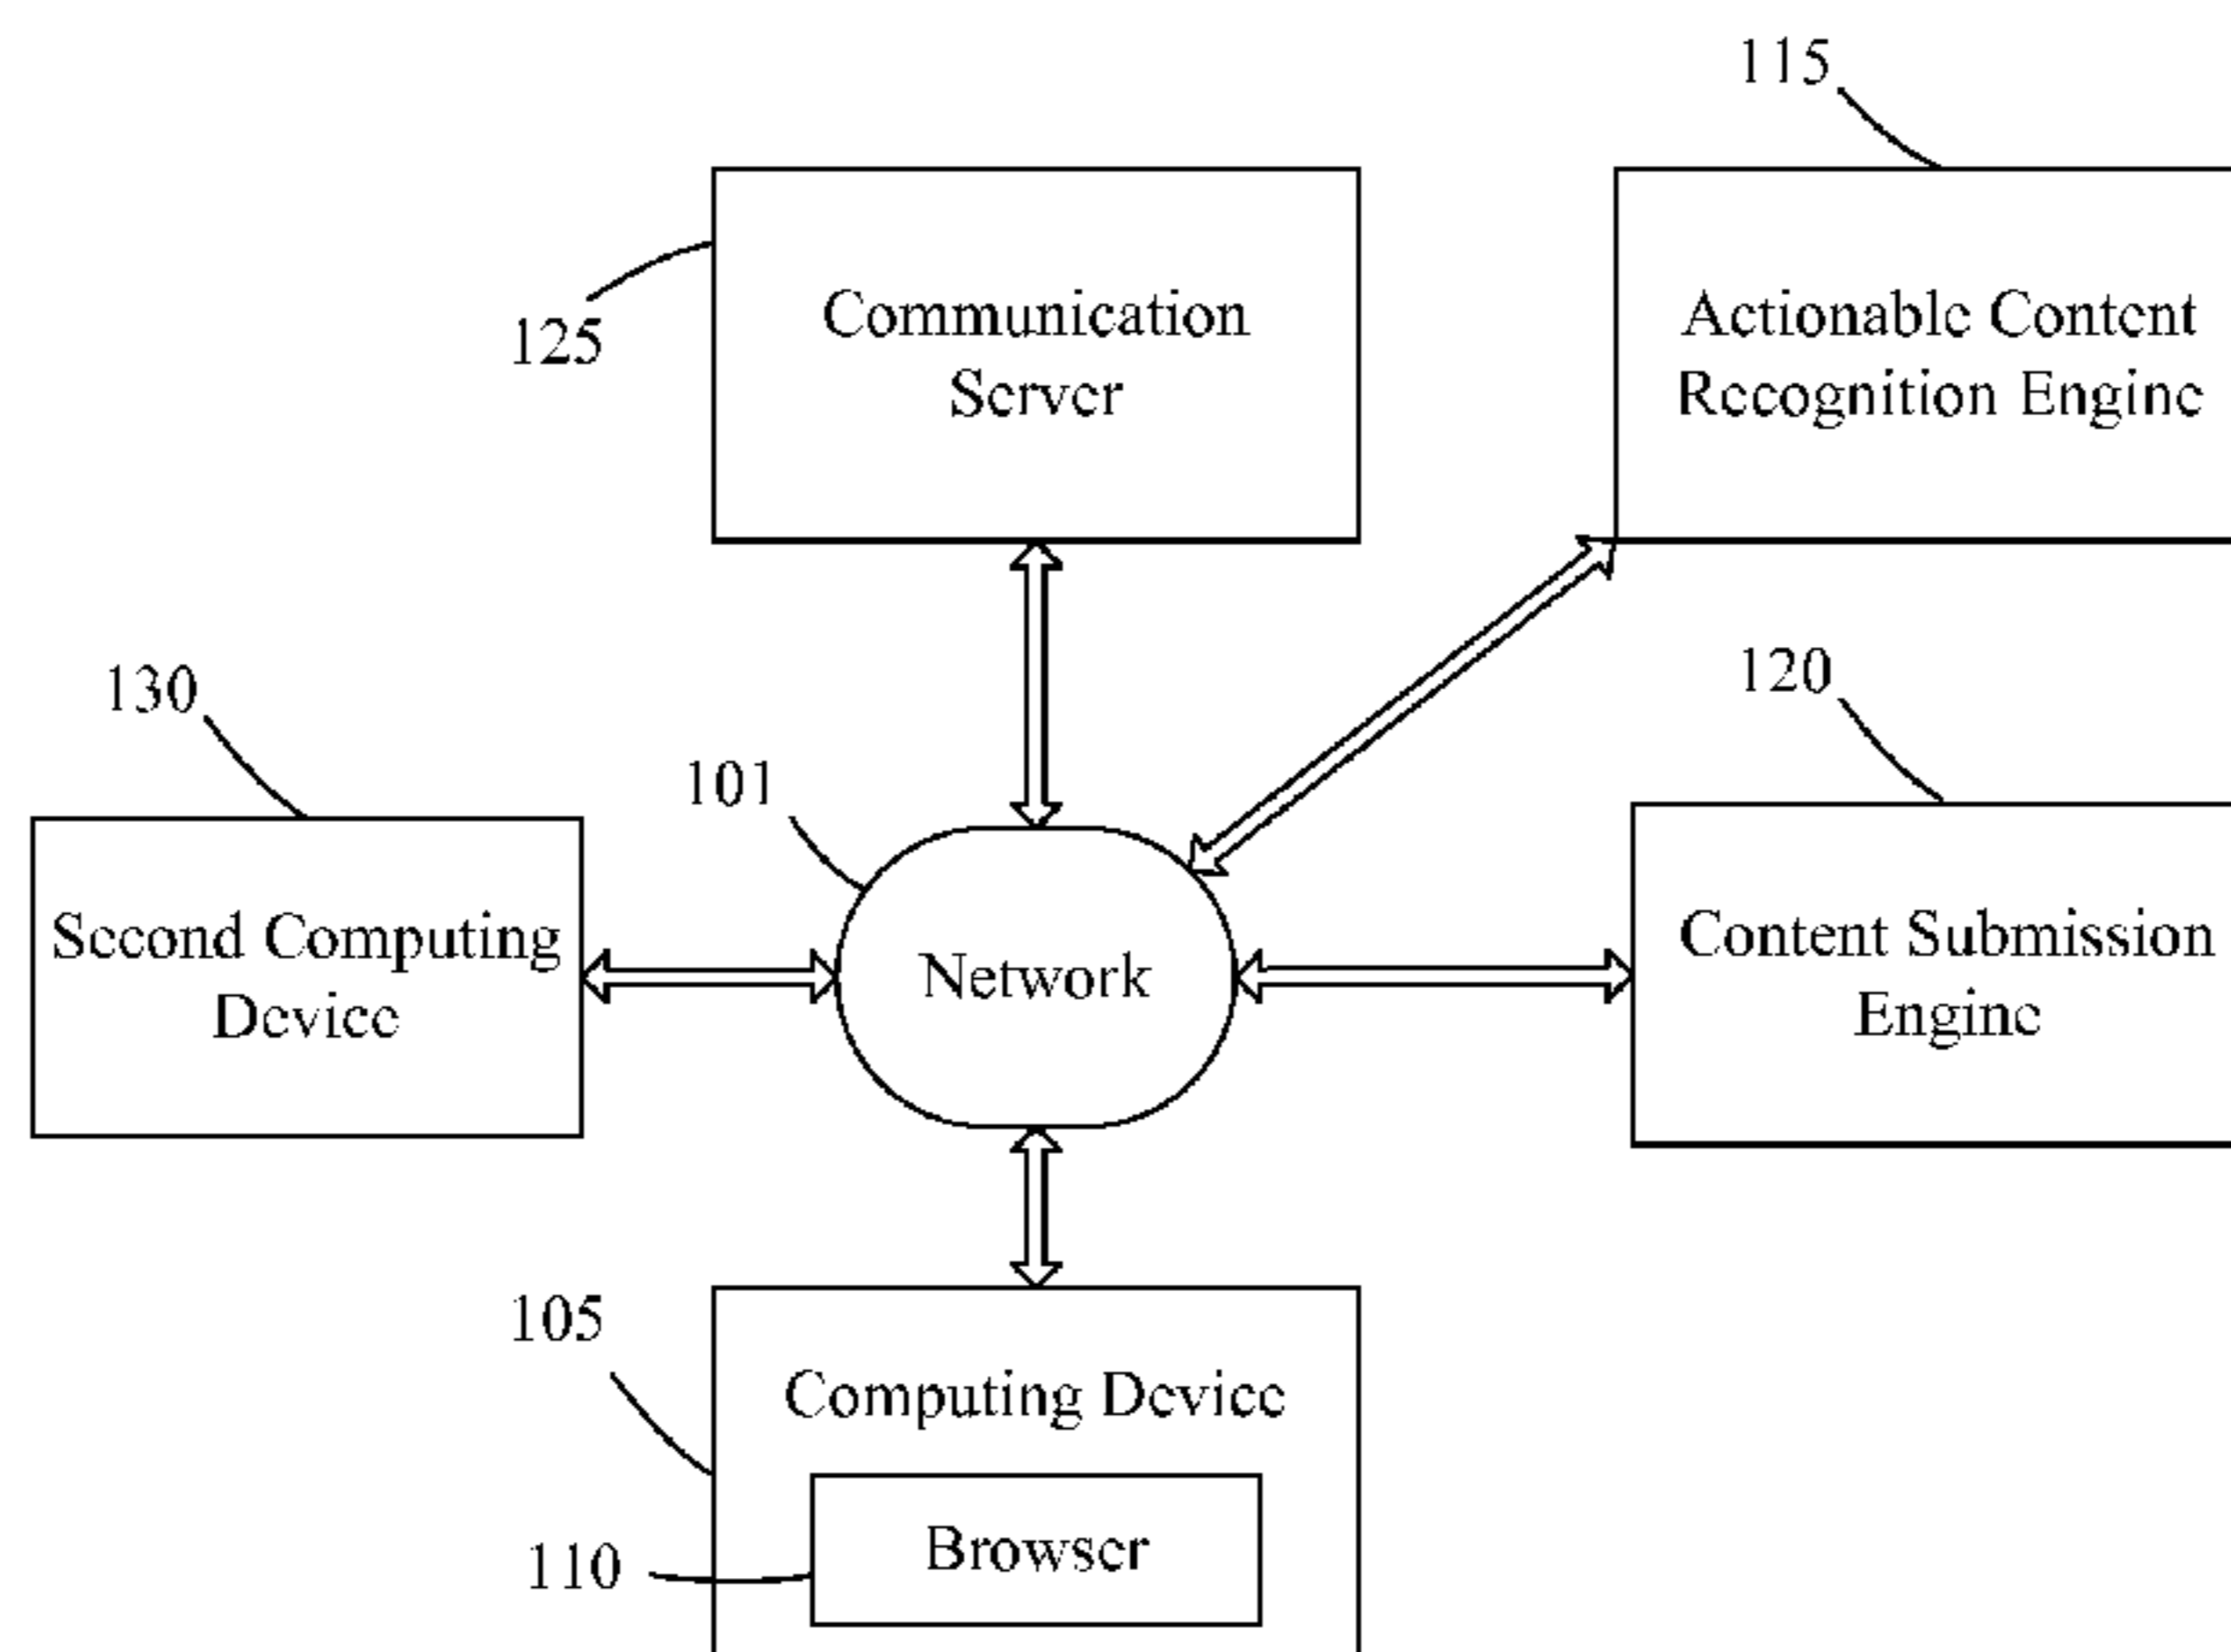 115
125
Communication
Server
Actionable Content
Recognition Engine
130
101
120
Second Computing
Device
Network
Content Submission
Engine
105
Computing Device
110
Browser